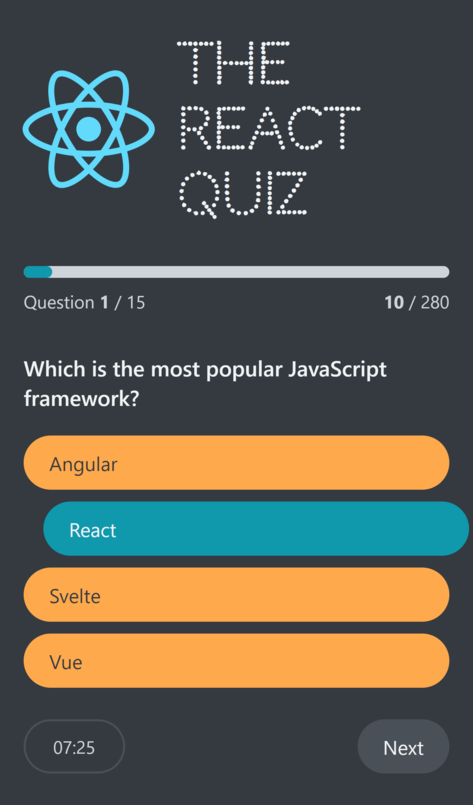 THE
REACT
QUIZ
Question 1 / 15
10 / 280
Which is the most popular JavaScript
framework?
Angular
React
Svelte
Vue
07:25
Next